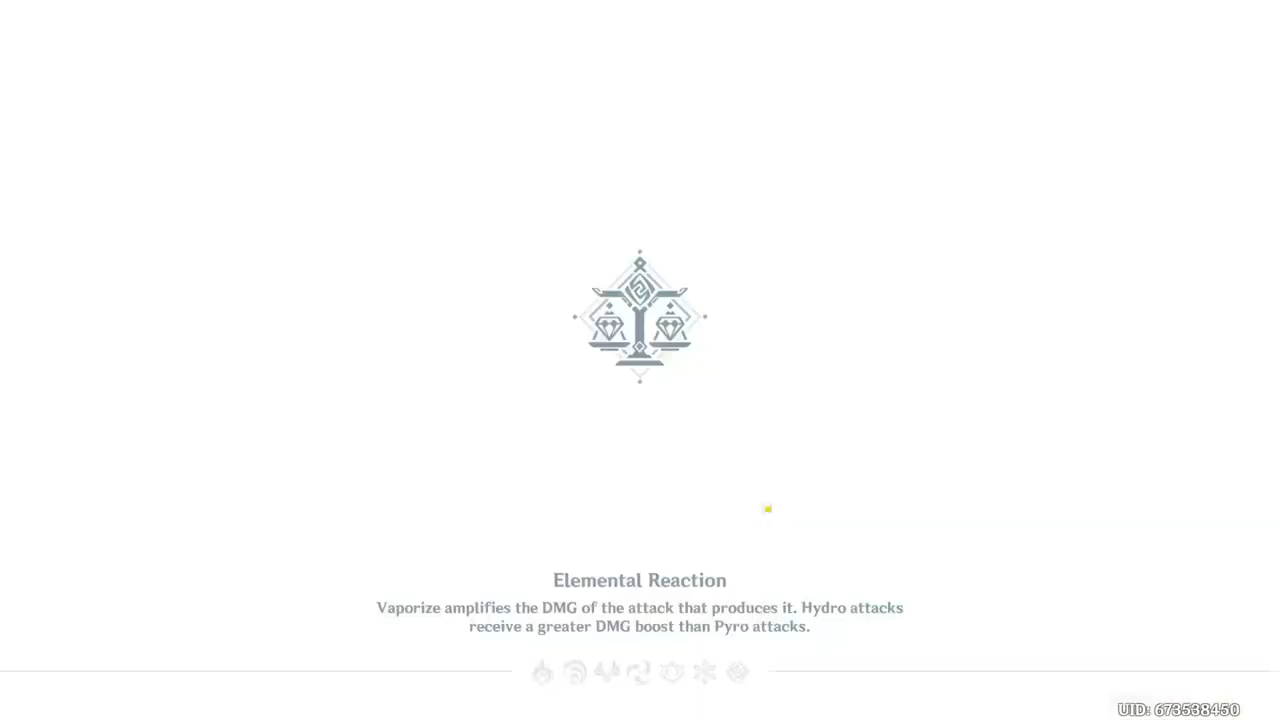 Elemental Reaction
Vaporize amplifies the DMG of the attack that produces it. Hydro attacks
receive a greater DMG boost than Pyro attacks.
UID: 673538450